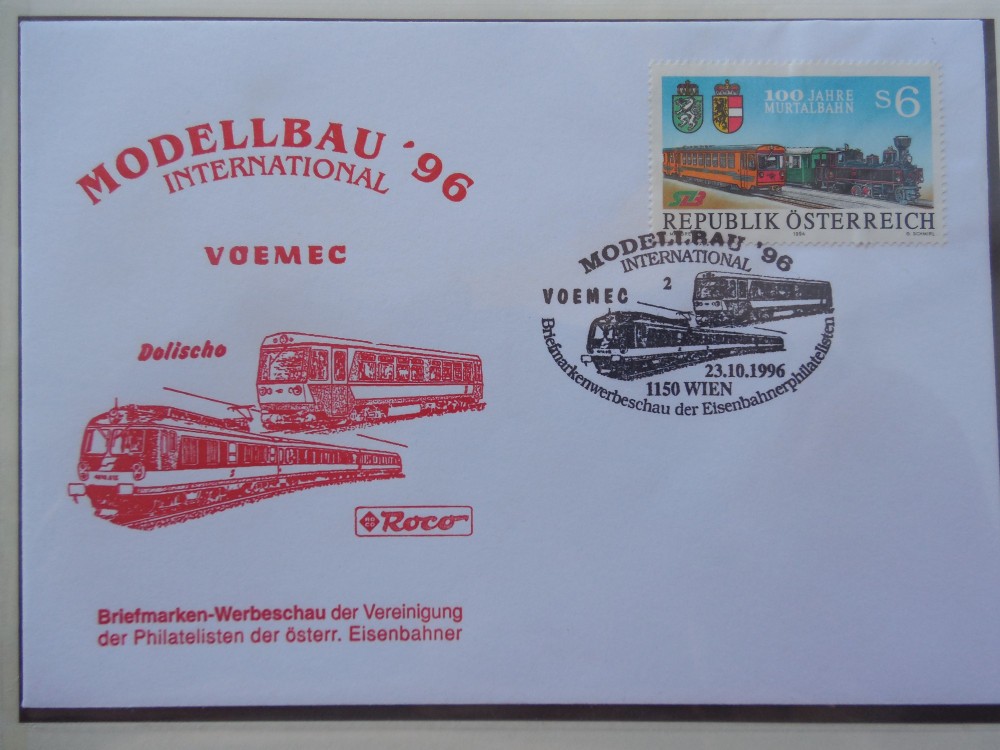 MODELLBAU '96
INTERNATIONAL
VOEMEC
Dolischo
Roco
Briefmarken-Werbeschau der Vereinigung
der Philatelisten der österr. Eisenbahner
100 JAHRE
MURTALBAHN
S6
REPUBLIK ÖSTERREICH
1994
MODELLBAU '96
INTERNATIONAL
2
VOEMEC
23.10.1996
1150 WIEN
Briefmarkenwerbeschau der Eisenbahnerphilatelisten